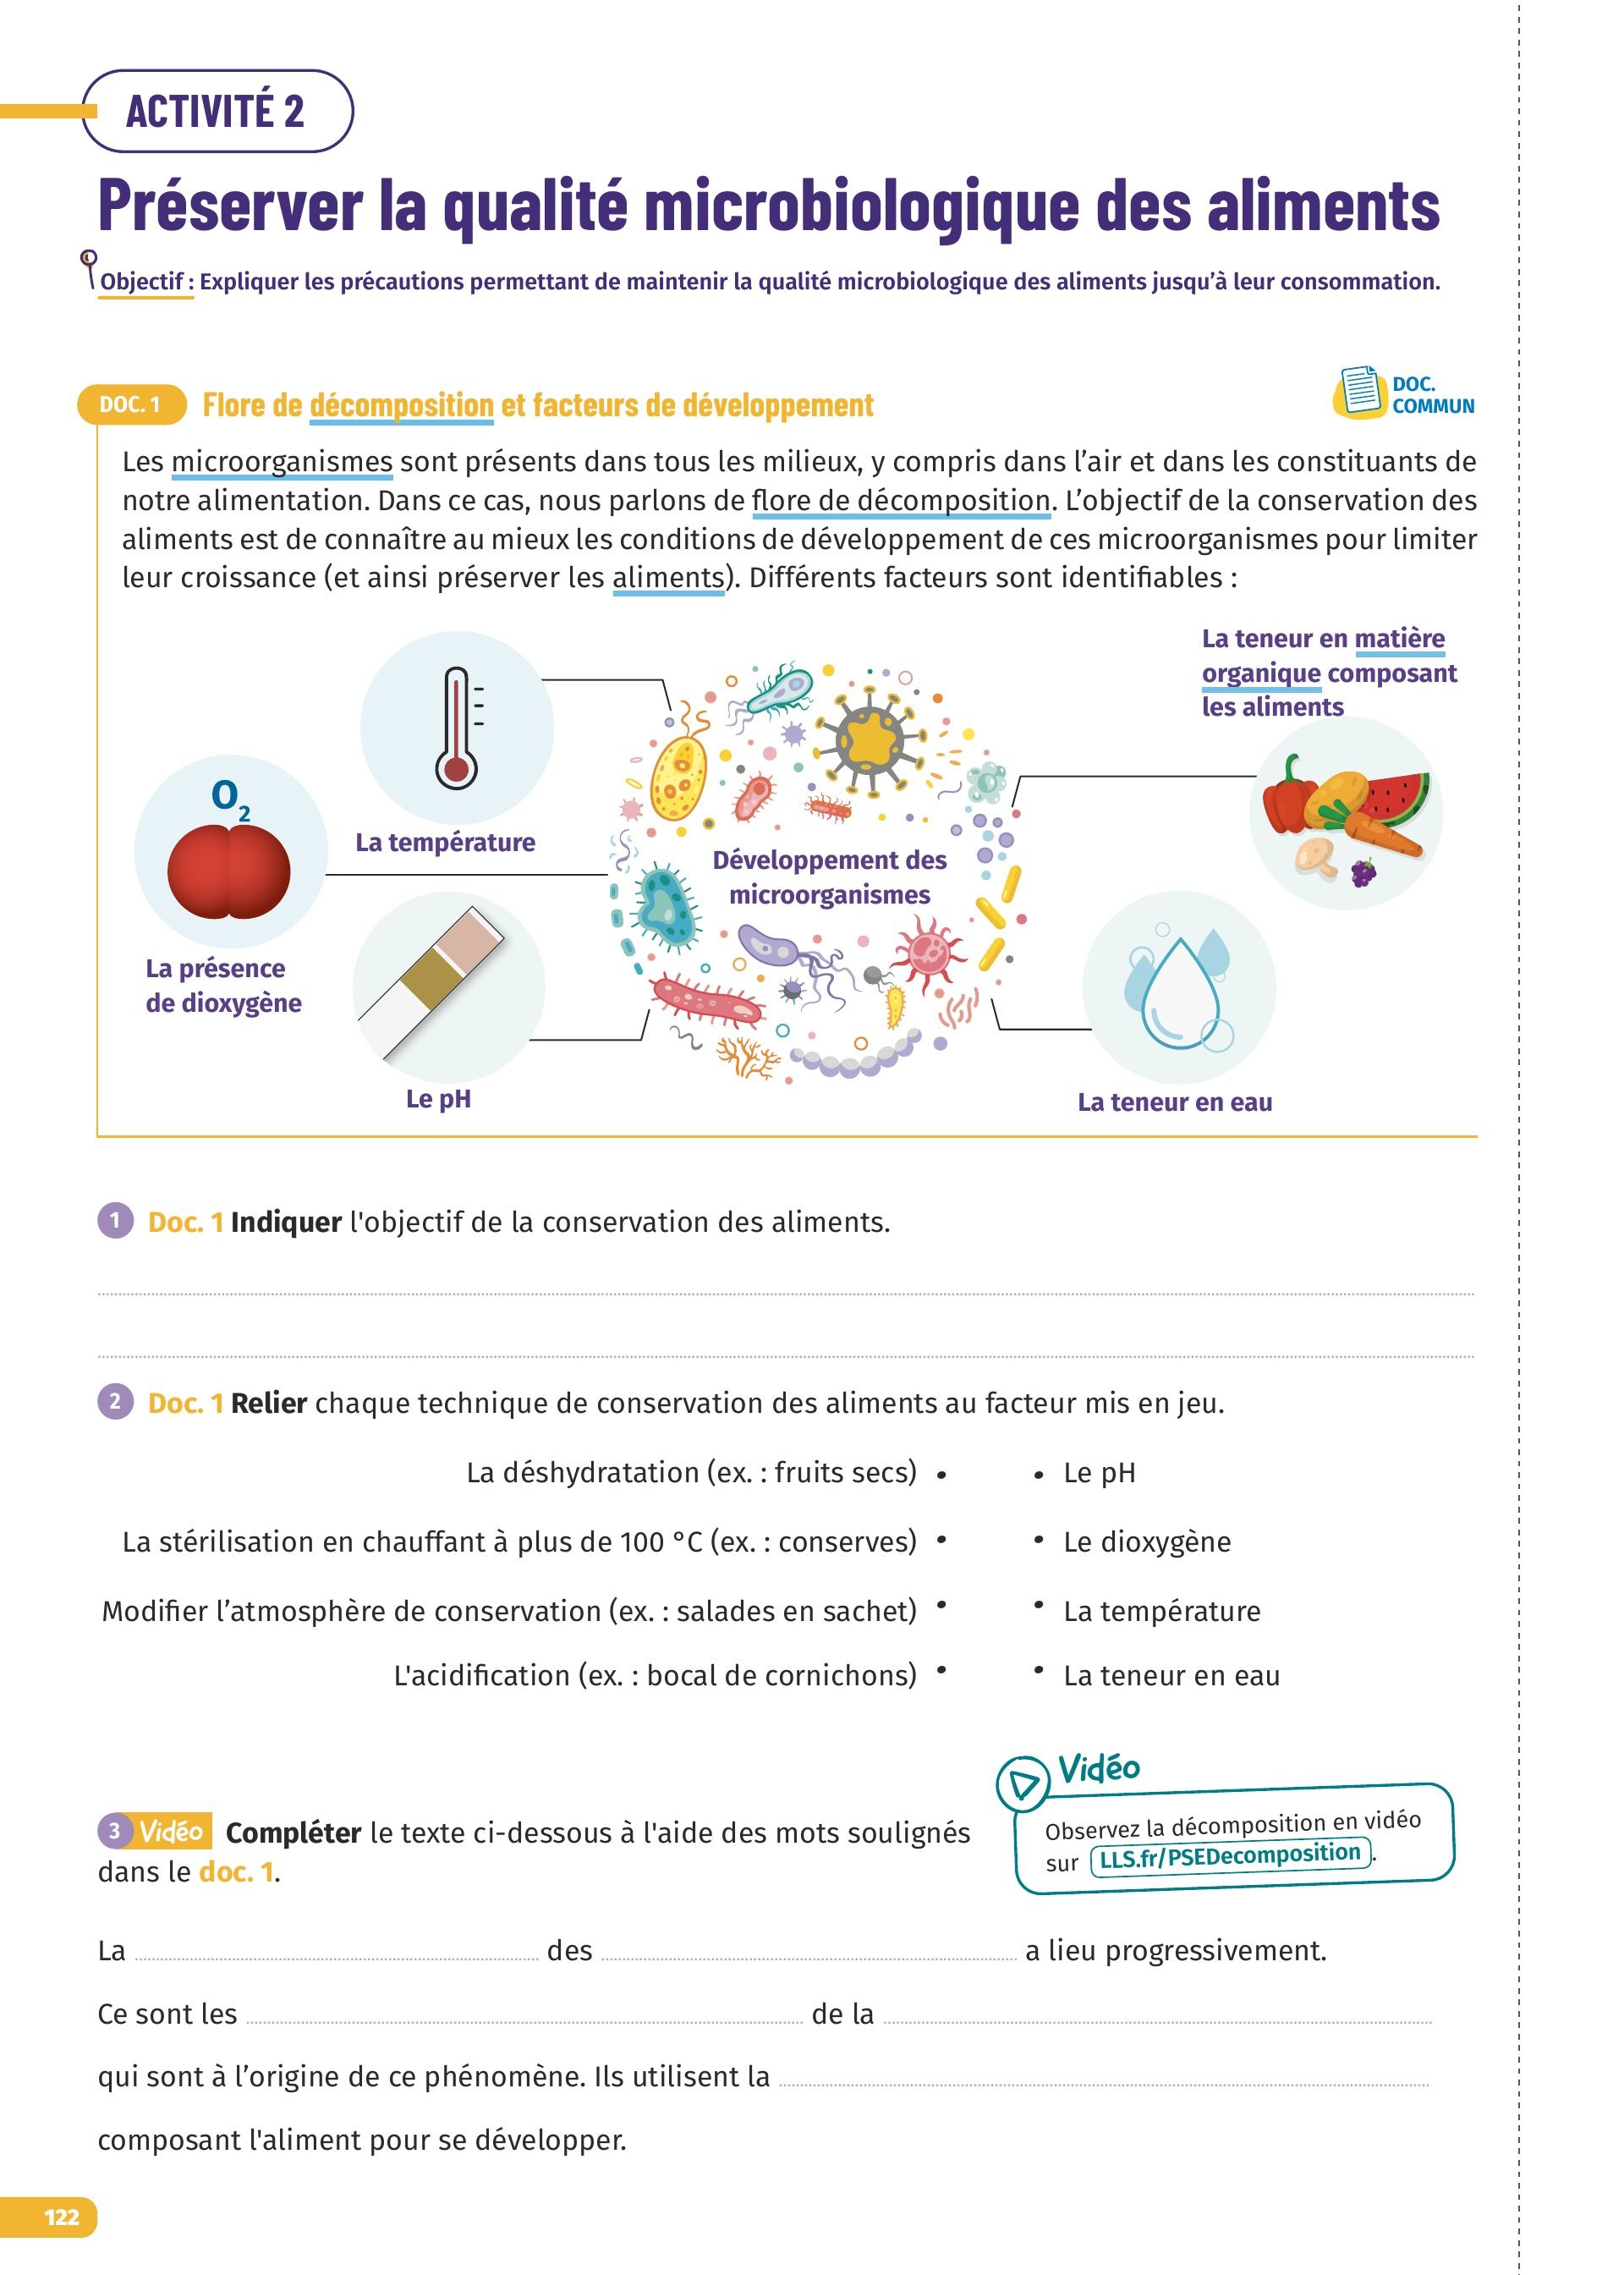 ACTIVITÉ 2
Préserver la qualité microbiologique des aliments
Objectif : Expliquer les précautions permettant de maintenir la qualité microbiologique des aliments jusqu’à leur consommation.
DOC. 1 Flore de décomposition et facteurs de développement
DOC.
COMMUN
Les microorganismes sont présents dans tous les milieux, y compris dans l’air et dans les constituants de
notre alimentation. Dans ce cas, nous parlons de flore de décomposition. L’objectif de la conservation des
aliments est de connaître au mieux les conditions de développement de ces microorganismes pour limiter
leur croissance (et ainsi préserver les aliments). Différents facteurs sont identifiables :
La teneur en matière
organique composant
les aliments
O2
La température
Développement des
microorganismes
La présence
de dioxygène
Le pH
La teneur en eau
1 Doc. 1 Indiquer l'objectif de la conservation des aliments.
2 Doc. 1 Relier chaque technique de conservation des aliments au facteur mis en jeu.
La déshydratation (ex. : fruits secs) • • Le pH
La stérilisation en chauffant à plus de 100 °C (ex. : conserves) • • Le dioxygène
Modifier l’atmosphère de conservation (ex. : salades en sachet) • • La température
L'acidification (ex. : bocal de cornichons) • • La teneur en eau
Vidéo
Observez la décomposition en vidéo
sur LLS.fr/PSEDecomposition.
3 Vidéo Compléter le texte ci-dessous à l'aide des mots soulignés
dans le doc. 1.
La ........ des ........ a lieu progressivement.
Ce sont les ........ de la ........
qui sont à l’origine de ce phénomène. Ils utilisent la ........
composant l'aliment pour se développer.
122